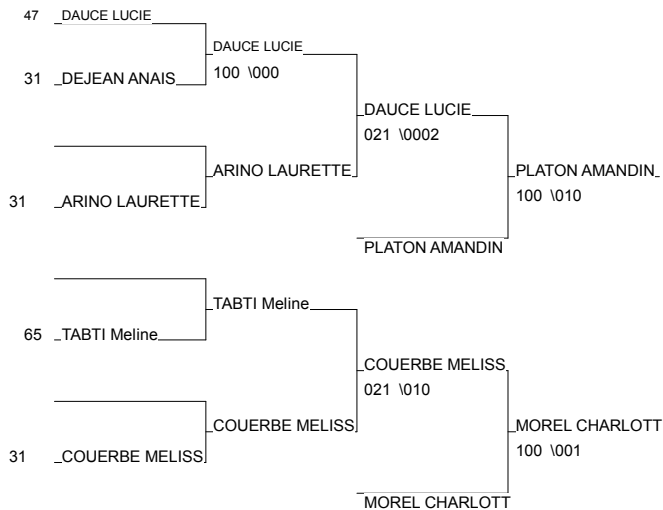 47 DAUCE LUCIE
DAUCE LUCIE
100 \000
31 DEJEAN ANAIS
DAUCE LUCIE
021 \0002
ARINO LAURETTE
PLATON AMANDIN
100 \010
31 ARINO LAURETTE
PLATON AMANDIN
TABTI Meline
65 TABTI Meline
COUERBE MELISS
021 \010
COUERBE MELISS
MOREL CHARLOTT
100 \001
31 COUERBE MELISS
MOREL CHARLOTT